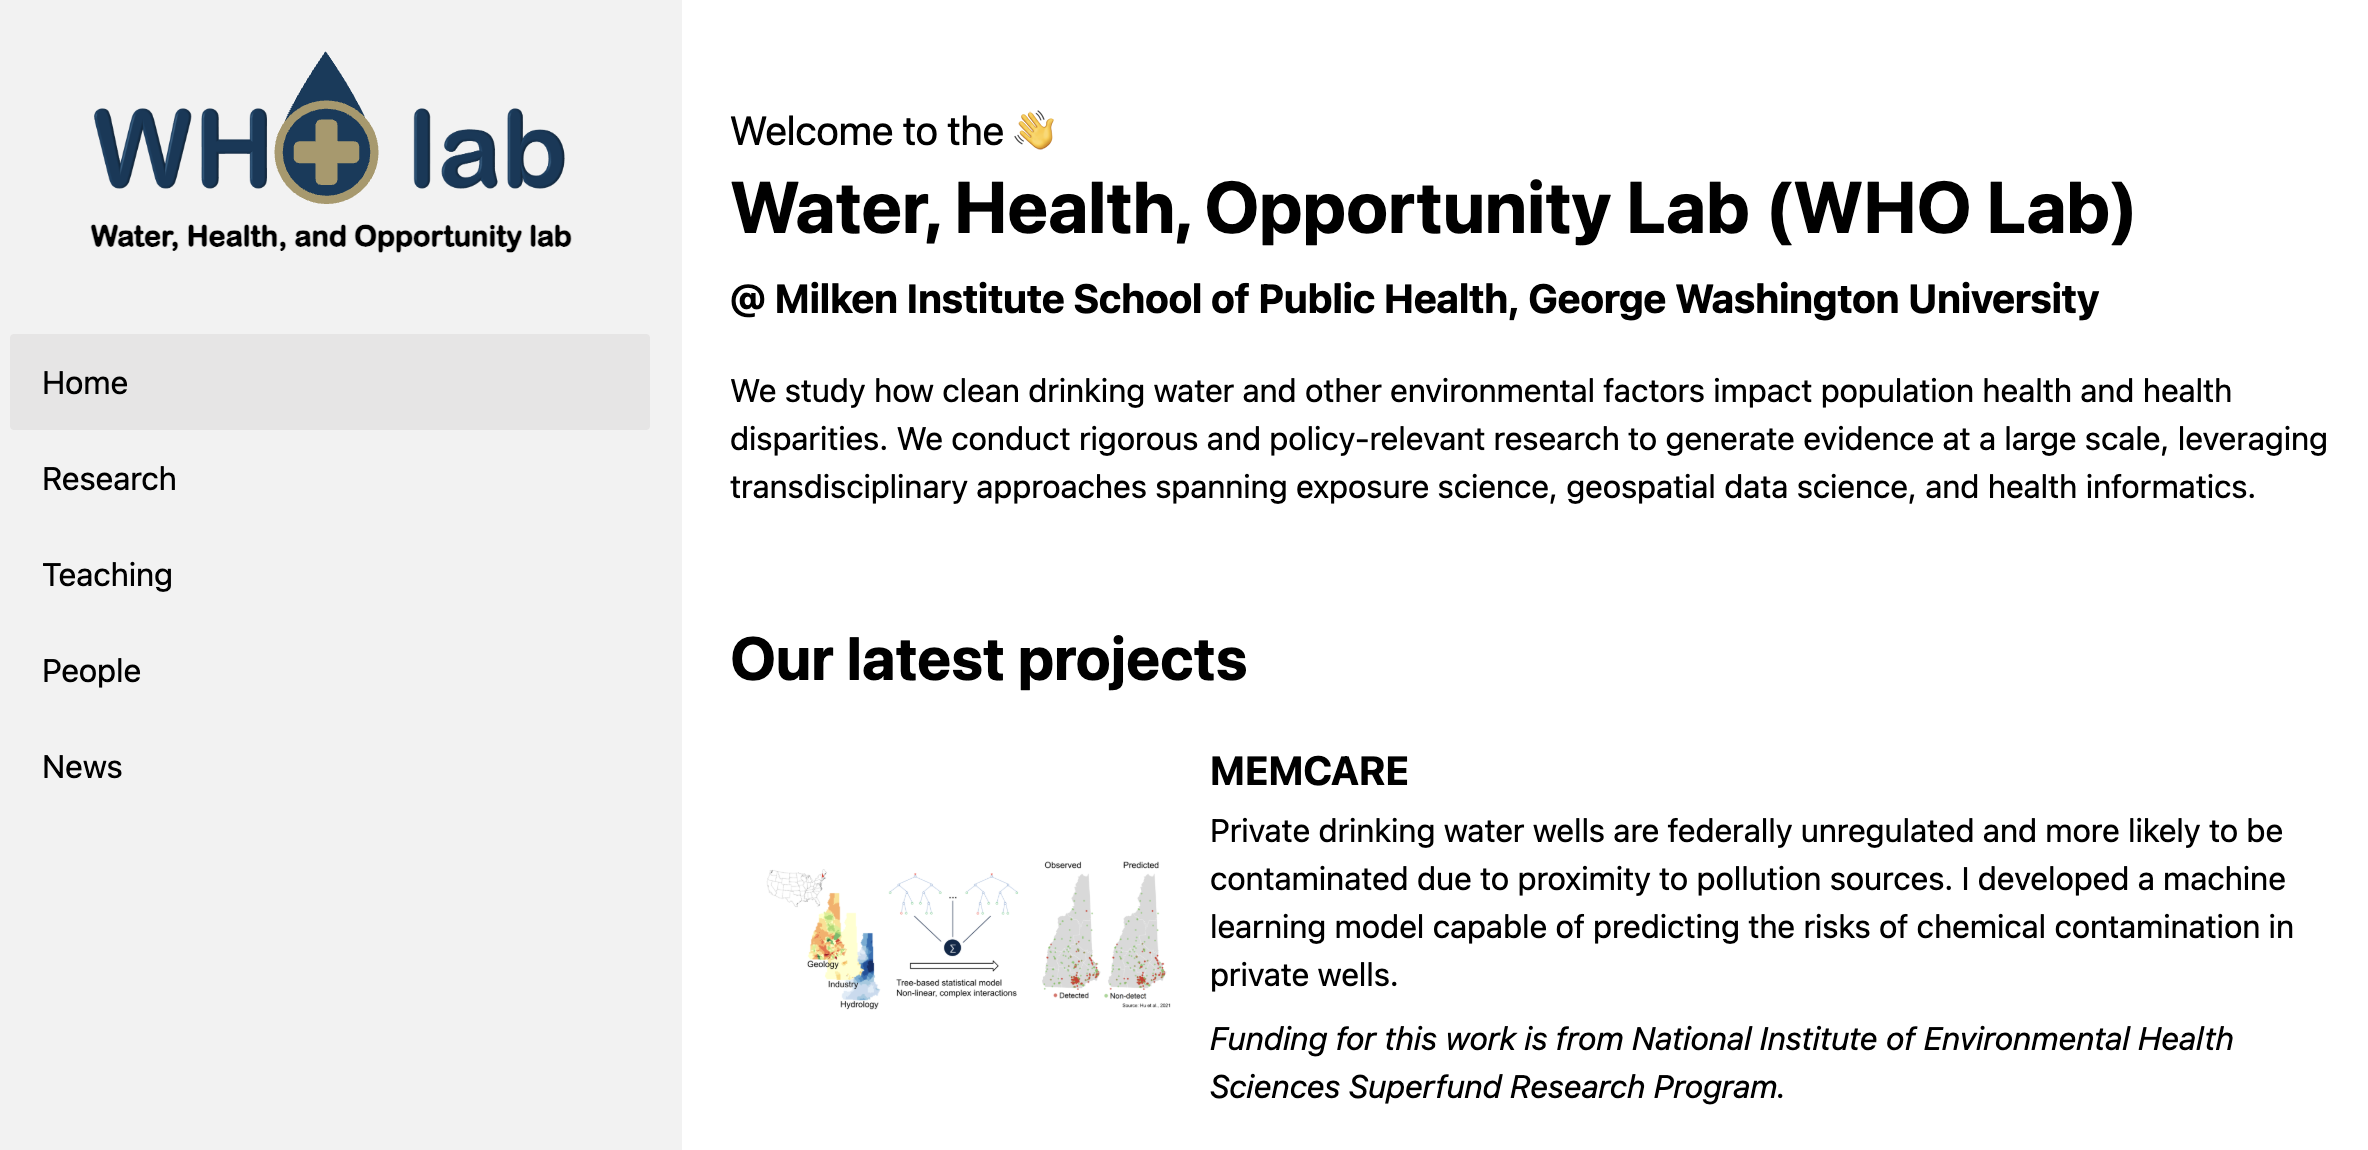 WHO lab
Water, Health, and Opportunity lab
Home
Research
Teaching
People
News
Welcome to the 👋
Water, Health, Opportunity Lab (WHO Lab)
@ Milken Institute School of Public Health, George Washington University
We study how clean drinking water and other environmental factors impact population health and health
disparities. We conduct rigorous and policy-relevant research to generate evidence at a large scale, leveraging
transdisciplinary approaches spanning exposure science, geospatial data science, and health informatics.
Our latest projects
Geology
Industry
Hydrology
...
Σ
Tree-based statistical model
Non-linear, complex interactions
Observed
Predicted
Detected
Non-detect
Source: Hu et al., 2021
MEMCARE
Private drinking water wells are federally unregulated and more likely to be
contaminated due to proximity to pollution sources. I developed a machine
learning model capable of predicting the risks of chemical contamination in
private wells.
Funding for this work is from National Institute of Environmental Health
Sciences Superfund Research Program.